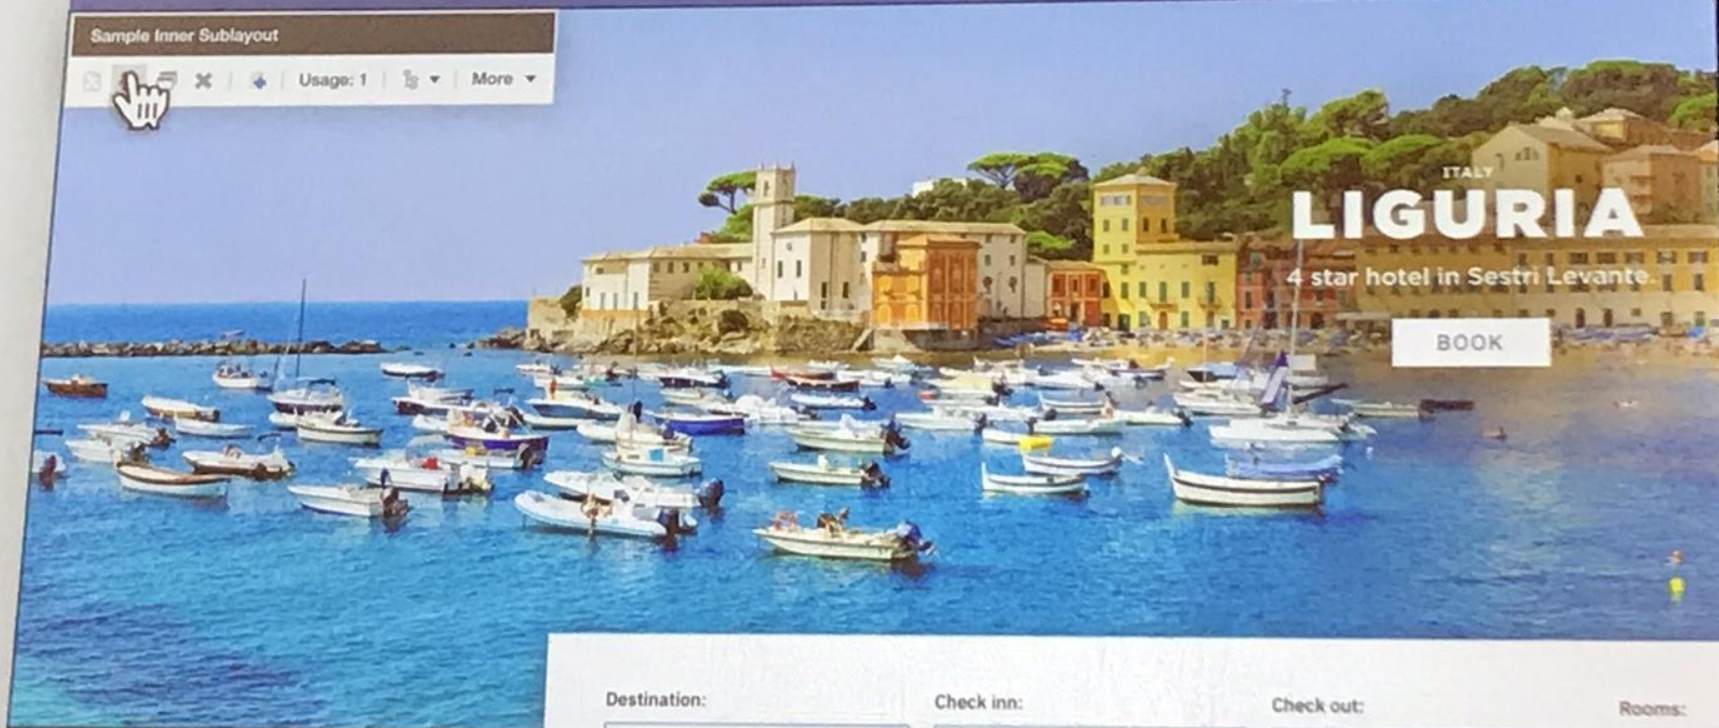 Sample Inner Sublayout
Usage: 1
More
ITALY
LIGURIA
4 star hotel in Sestri Levante.
BOOK
Destination:
Check inn:
Check out:
Rooms: